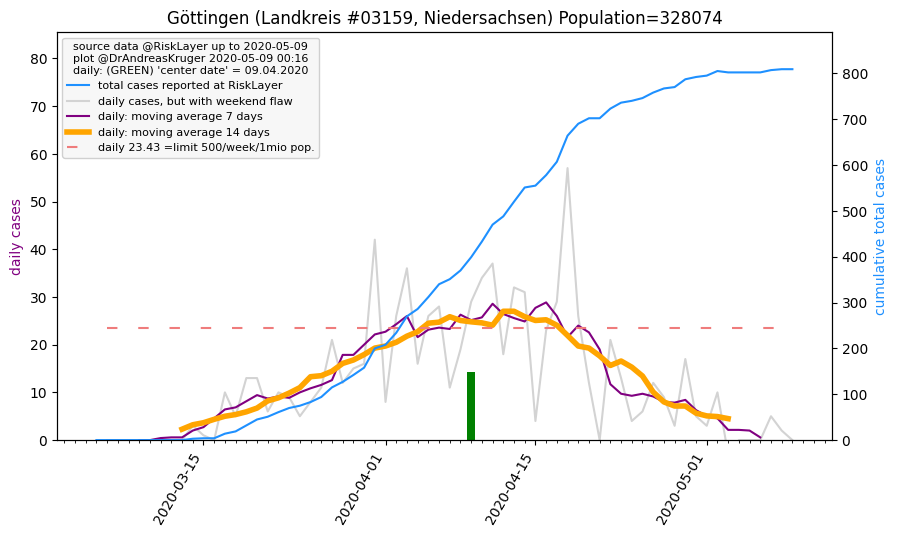 Göttingen (Landkreis #03159, Niedersachsen) Population=328074
source data @RiskLayer up to 2020-05-09
plot @DrAndreasKruger 2020-05-09 00:16
daily: (GREEN) 'center date' = 09.04.2020
total cases reported at RiskLayer
daily cases, but with weekend flaw
daily: moving average 7 days
daily: moving average 14 days
daily 23.43 =limit 500/week/1mio pop.
daily cases
80
70
60
50
40
30
20
10
0
800
700
600
500
400
300
200
100
0
cumulative total cases
2020-03-15
2020-04-01
2020-04-15
2020-05-01